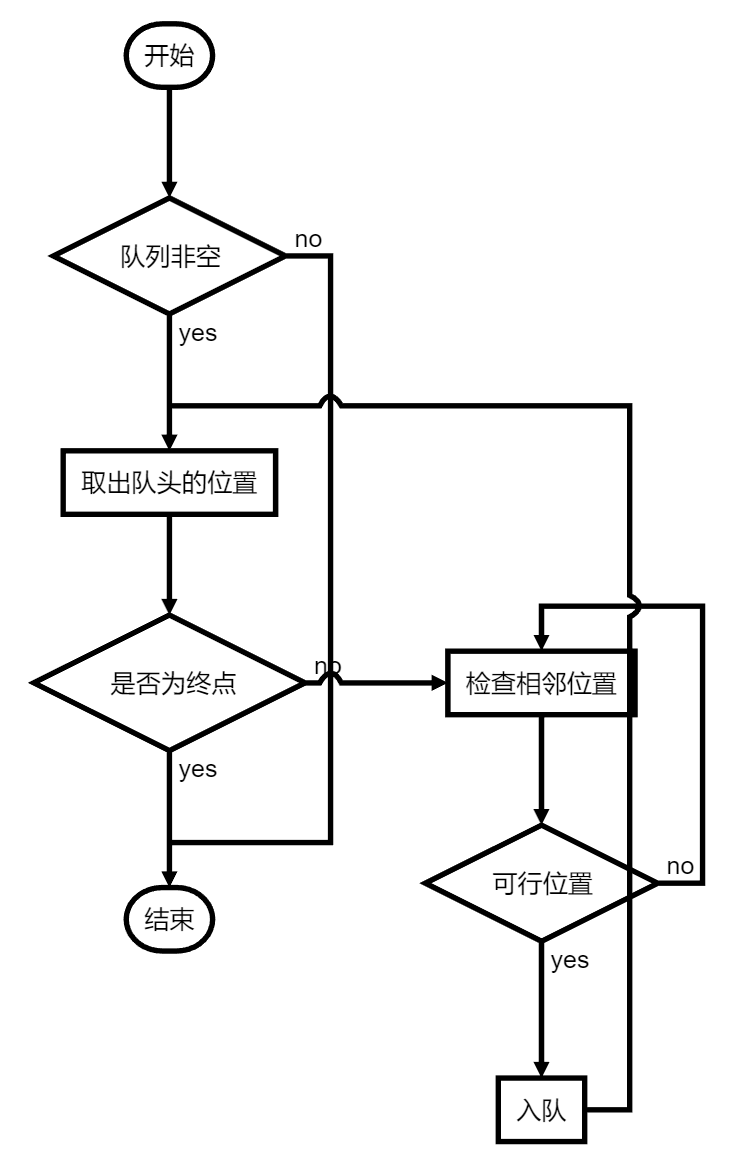 开始
队列非空
no
yes
取出队头的位置
是否为终点
no
yes
检查相邻位置
可行位置
no
yes
结束
入队